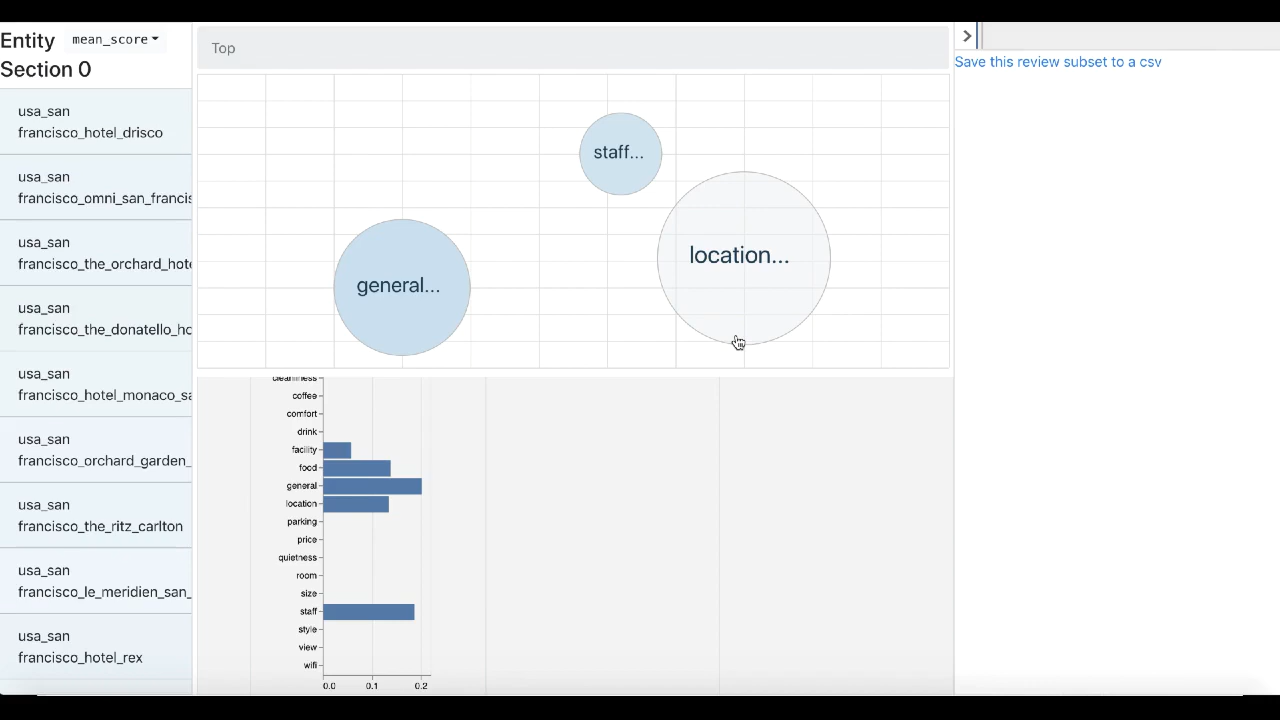 Entity mean_score
Section 0
usa_san
francisco_hotel_drisco
usa_san
francisco_omni_san_francis
usa_san
francisco_the_orchard_hote
usa_san
francisco_the_donatello_ho
usa_san
francisco_hotel_monaco_sa
usa_san
francisco_orchard_garden_
usa_san
francisco_the_ritz_carlton
usa_san
francisco_le_meridien_san_
usa_san
francisco_hotel_rex
Top
staff...
location...
general...
cleanliness
coffee
comfort
drink
facility
food
general
location
parking
price
quietness
room
size
staff
style
view
wifi
0.0 0.1 0.2
Save this review subset to a csv